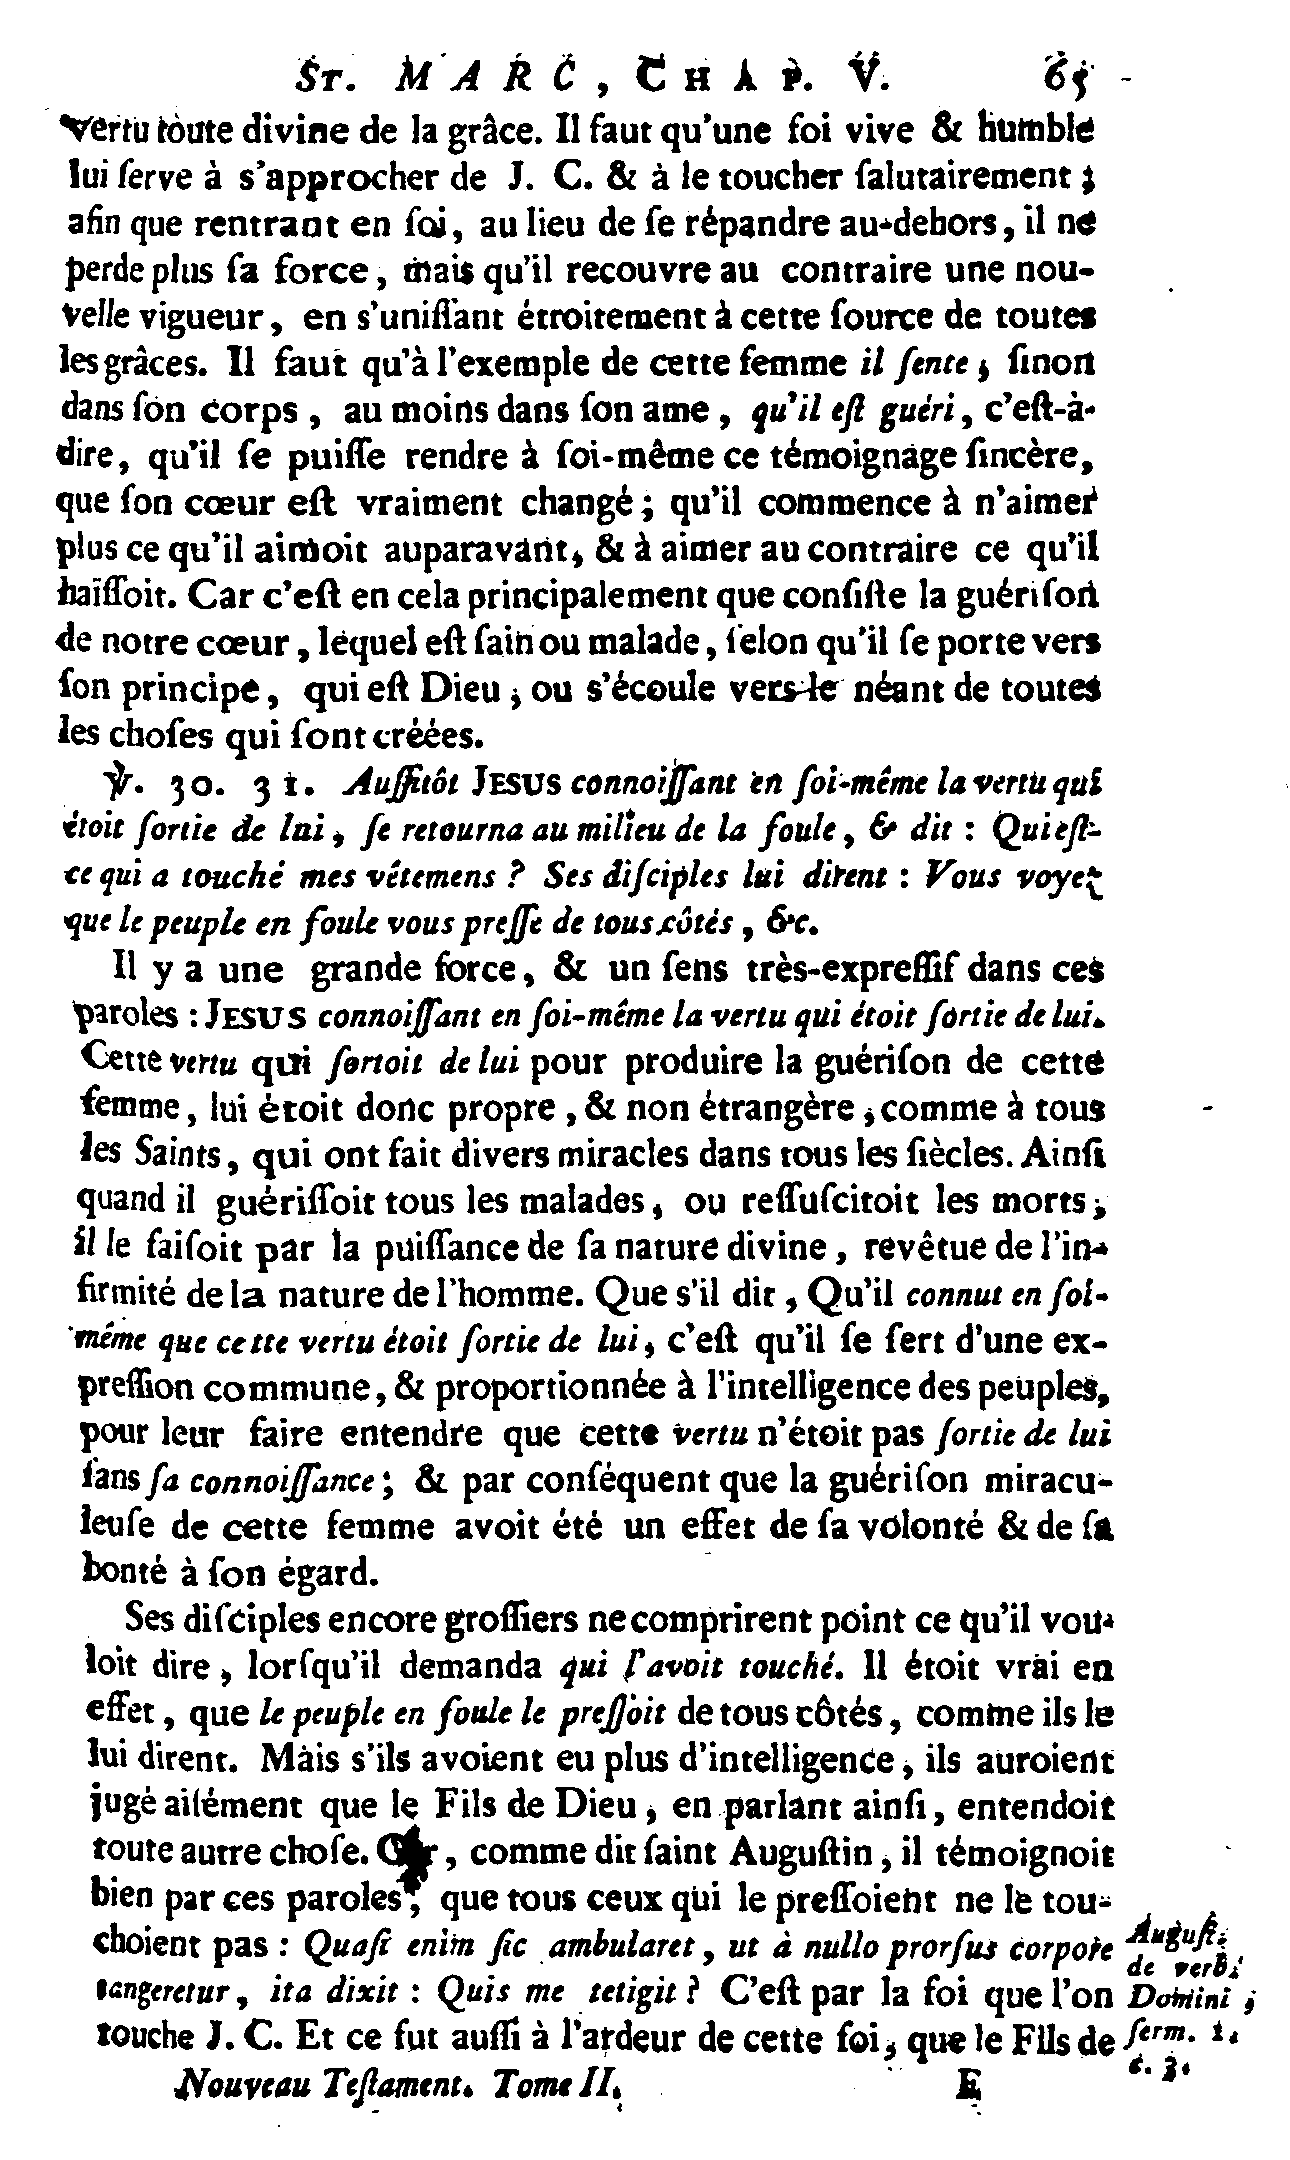 ST. MARC, CHAP. V. 65
vertu toute divine de la grâce. Il faut qu'une foi vive & humble
lui ſerve à s'approcher de J. C. & à le toucher ſalutairement ;
afin que rentrant en ſoi, au lieu de ſe répandre au-dehors, il ne
perde plus ſa force, mais qu'il recouvre au contraire une nou-
velle vigueur, en s'uniſſant étroitement à cette ſource de toutes
les grâces. Il faut qu'à l'exemple de cette femme il ſente, ſinon
dans ſon corps, au moins dans ſon ame, qu'il eſt guéri, c'eſt-à-
dire, qu'il ſe puiſſe rendre à ſoi-même ce témoignage ſincère,
que ſon cœur eſt vraiment changé ; qu'il commence à n'aimer
plus ce qu'il aimoit auparavant, & à aimer au contraire ce qu'il
haïſſoit. Car c'eſt en cela principalement que conſiſte la guériſon
de notre cœur, lequel eſt ſain ou malade, ſelon qu'il ſe porte vers
ſon principe, qui eſt Dieu, ou s'écoule vers le néant de toutes
les choſes qui ſont créées.
℣. 30. 31. Auſſitôt JESUS connoiſſant en ſoi-même la vertu qui
étoit ſortie de lui, ſe retourna au milieu de la foule, & dit : Qui eſt-
ce qui a touché mes vêtemens ? Ses diſciples lui dirent : Vous voyez
que le peuple en foule vous preſſe de tous côtés, &c.
Il y a une grande force, & un ſens très-expreſſif dans ces
paroles : JESUS connoiſſant en ſoi-même la vertu qui étoit ſortie de lui.
Cette vertu qui ſortoit de lui pour produire la guériſon de cette
femme, lui étoit donc propre, & non étrangère, comme à tous
les Saints, qui ont fait divers miracles dans tous les ſiècles. Ainſi
quand il guériſſoit tous les malades, ou reſſuſcitoit les morts ;
il le faiſoit par la puiſſance de ſa nature divine, revêtue de l'in-
firmité de la nature de l'homme. Que s'il dit, Qu'il connut en ſoi-
même que cette vertu étoit ſortie de lui, c'eſt qu'il ſe ſert d'une ex-
preſſion commune, & proportionnée à l'intelligence des peuples,
pour leur faire entendre que cette vertu n'étoit pas ſortie de lui
ſans ſa connoiſſance ; & par conſéquent que la guériſon miracu-
leuſe de cette femme avoit été un effet de ſa volonté & de ſa
bonté à ſon égard.
Ses diſciples encore groſſiers ne comprirent point ce qu'il vou-
loit dire, lorſqu'il demanda qui l'avoit touché. Il étoit vrai en
effet, que le peuple en foule le preſſoit de tous côtés, comme ils le
lui dirent. Mais s'ils avoient eu plus d'intelligence, ils auroient
jugé aiſément que le Fils de Dieu, en parlant ainſi, entendoit
toute autre choſe. Car, comme dit ſaint Auguſtin, il témoignoit
bien par ces paroles, que tous ceux qui le preſſoient ne le tou-
choient pas : Quaſi enim ſic ambularet, ut à nullo prorſus corpore
tangeretur, ita dixit : Quis me tetigit ? C'eſt par la foi que l'on
touche J. C. Et ce fut auſſi à l'ardeur de cette foi, que le Fils de
Auguſt.
de verb.
Domini,
ſerm. 1.
c. 3.
Nouveau Teſtament. Tome II. E